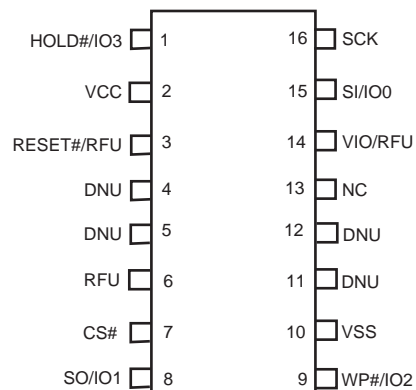 HOLD#/IO3 1 16 SCK
VCC 2 15 SI/IO0
RESET#/RFU 3 14 VIO/RFU
DNU 4 13 NC
DNU 5 12 DNU
RFU 6 11 DNU
CS# 7 10 VSS
SO/IO1 8 9 WP#/IO2